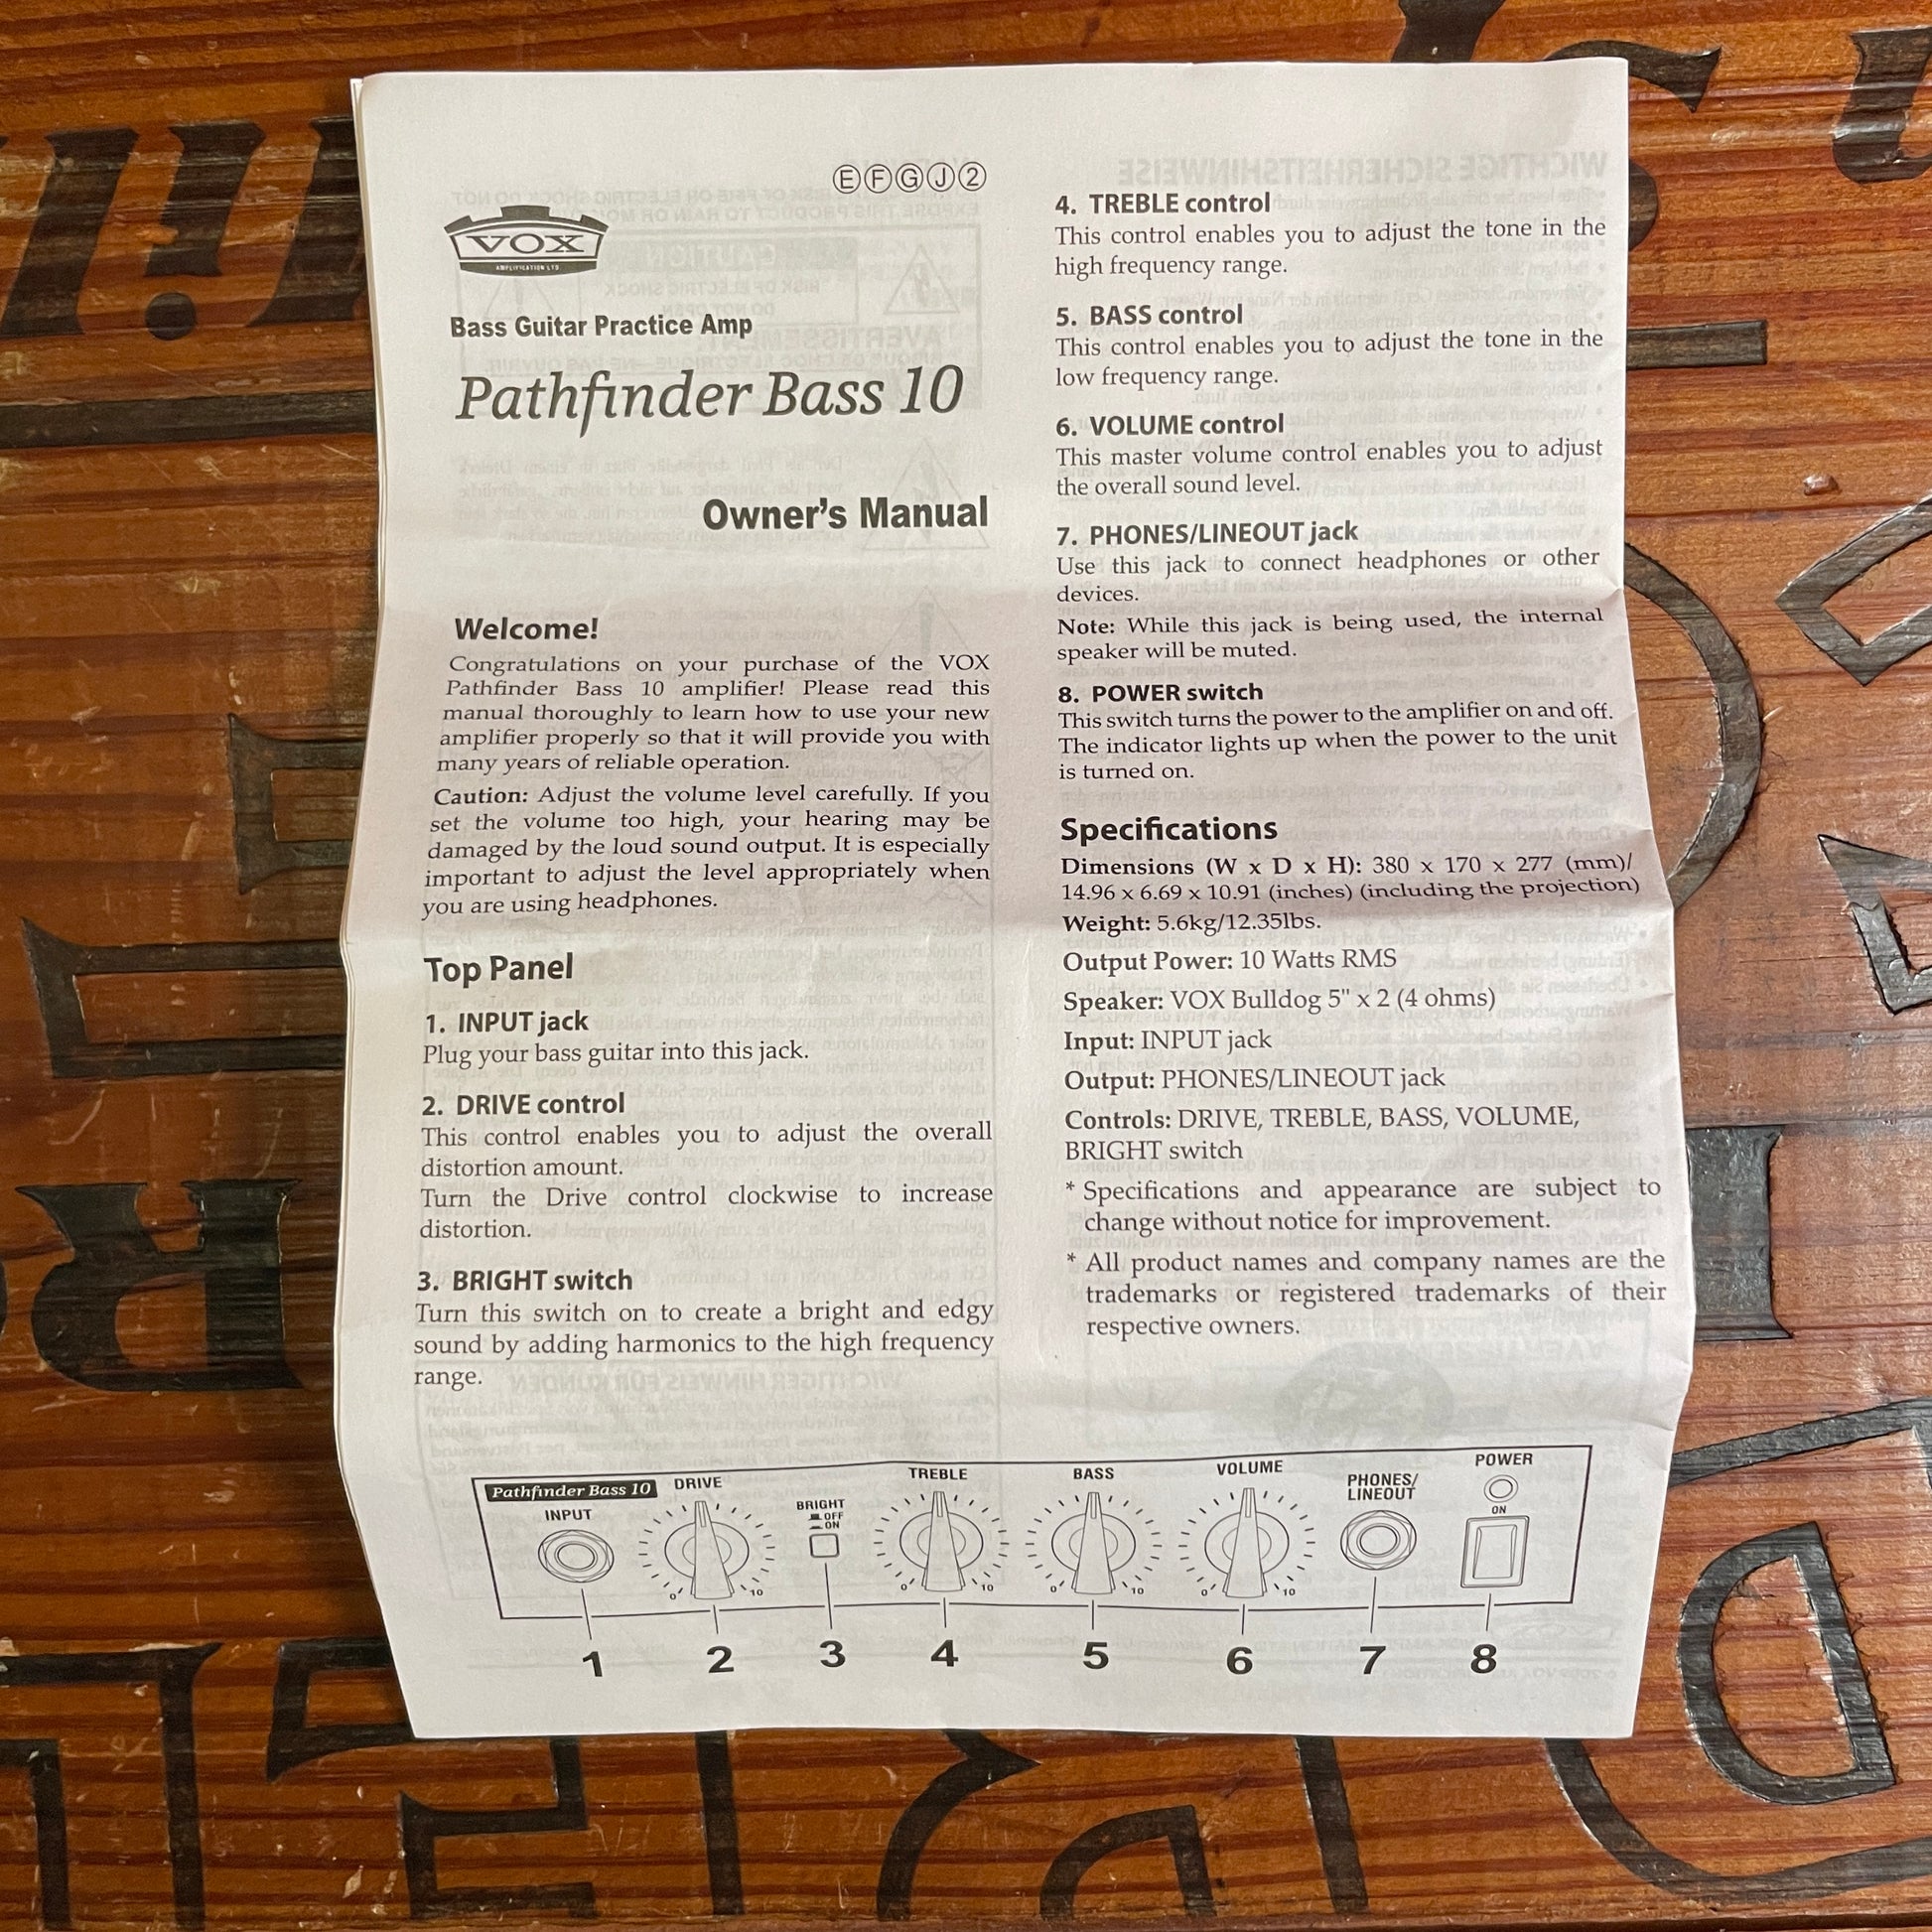 ⒺⒻⒼⒿ②
VOX
AMPLIFICATION LTD.
Bass Guitar Practice Amp
Pathfinder Bass 10
Owner's Manual
Welcome!
Congratulations on your purchase of the VOX
Pathfinder Bass 10 amplifier! Please read this
manual thoroughly to learn how to use your new
amplifier properly so that it will provide you with
many years of reliable operation.
Caution: Adjust the volume level carefully. If you
set the volume too high, your hearing may be
damaged by the loud sound output. It is especially
important to adjust the level appropriately when
you are using headphones.
Top Panel
1. INPUT jack
Plug your bass guitar into this jack.
2. DRIVE control
This control enables you to adjust the overall
distortion amount.
Turn the Drive control clockwise to increase
distortion.
3. BRIGHT switch
Turn this switch on to create a bright and edgy
sound by adding harmonics to the high frequency
range.
4. TREBLE control
This control enables you to adjust the tone in the
high frequency range.
5. BASS control
This control enables you to adjust the tone in the
low frequency range.
6. VOLUME control
This master volume control enables you to adjust
the overall sound level.
7. PHONES/LINEOUT jack
Use this jack to connect headphones or other
devices.
Note: While this jack is being used, the internal
speaker will be muted.
8. POWER switch
This switch turns the power to the amplifier on and off.
The indicator lights up when the power to the unit
is turned on.
Specifications
Dimensions (W x D x H): 380 x 170 x 277 (mm)/
14.96 x 6.69 x 10.91 (inches) (including the projection)
Weight: 5.6kg/12.35lbs.
Output Power: 10 Watts RMS
Speaker: VOX Bulldog 5" x 2 (4 ohms)
Input: INPUT jack
Output: PHONES/LINEOUT jack
Controls: DRIVE, TREBLE, BASS, VOLUME,
BRIGHT switch
* Specifications and appearance are subject to
change without notice for improvement.
* All product names and company names are the
trademarks or registered trademarks of their
respective owners.
Pathfinder Bass 10
INPUT
DRIVE
0 10
BRIGHT
OFF
ON
TREBLE
0 10
BASS
0 10
VOLUME
0 10
PHONES/
LINEOUT
POWER
ON
1 2 3 4 5 6 7 8